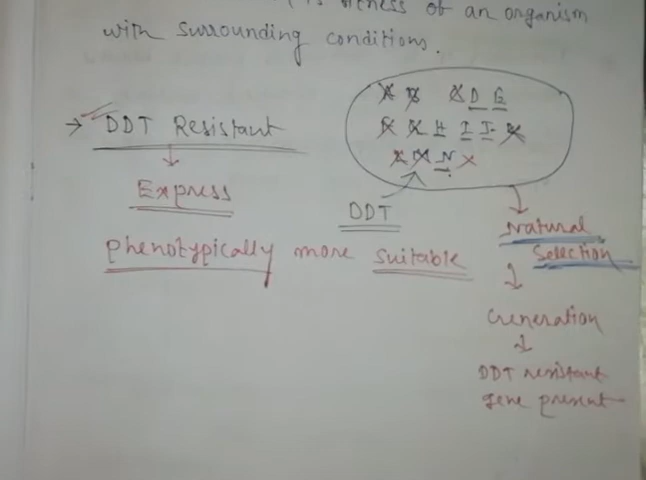 of an organism
with surrounding conditions.
→ DDT Resistant
↓
Express
phenotypically more suitable
D E
H I I
N
DDT
↓
Natural
Selection
↓
Generation
↓
DDT resistant
gene present